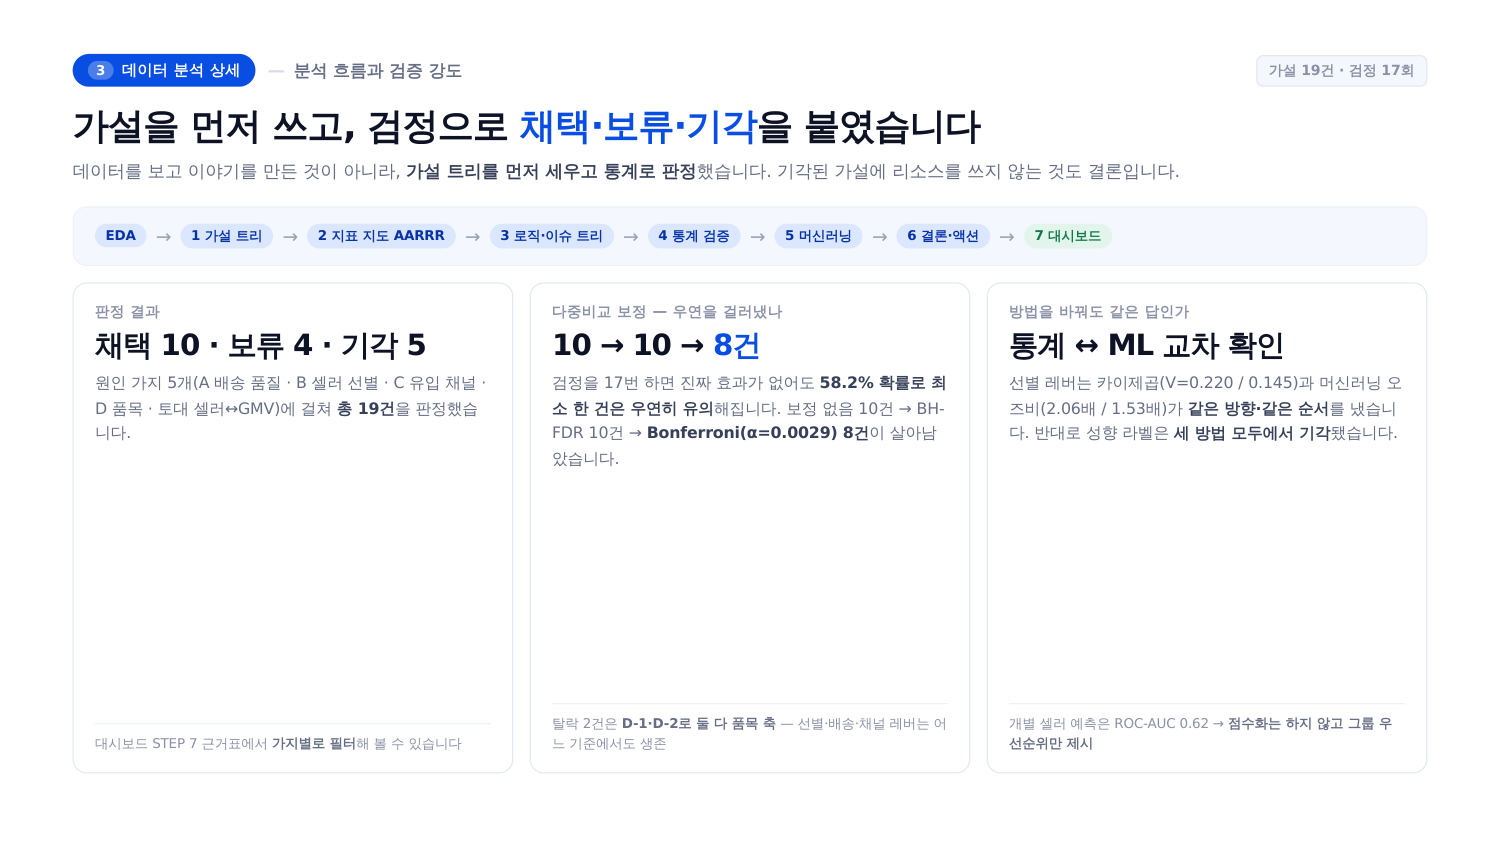 3 데이터 분석 상세 — 분석 흐름과 검증 강도
가설 19건 · 검정 17회
가설을 먼저 쓰고, 검정으로 채택·보류·기각을 붙였습니다
데이터를 보고 이야기를 만든 것이 아니라, 가설 트리를 먼저 세우고 통계로 판정했습니다. 기각된 가설에 리소스를 쓰지 않는 것도 결론입니다.
EDA → 1 가설 트리 → 2 지표 지도 AARRR → 3 로직·이슈 트리 → 4 통계 검증 → 5 머신러닝 → 6 결론·액션 → 7 대시보드
판정 결과
채택 10 · 보류 4 · 기각 5
원인 가지 5개(A 배송 품질 · B 셀러 선별 · C 유입 채널 ·
D 품목 · 토대 셀러↔GMV)에 걸쳐 총 19건을 판정했습
니다.
대시보드 STEP 7 근거표에서 가지별로 필터해 볼 수 있습니다
다중비교 보정 — 우연을 걸러냈나
10 → 10 → 8건
검정을 17번 하면 진짜 효과가 없어도 58.2% 확률로 최
소 한 건은 우연히 유의해집니다. 보정 없음 10건 → BH-
FDR 10건 → Bonferroni(α=0.0029) 8건이 살아남
았습니다.
탈락 2건은 D-1·D-2로 둘 다 품목 축 — 선별·배송·채널 레버는 어
느 기준에서도 생존
방법을 바꿔도 같은 답인가
통계 ↔ ML 교차 확인
선별 레버는 카이제곱(V=0.220 / 0.145)과 머신러닝 오
즈비(2.06배 / 1.53배)가 같은 방향·같은 순서를 냈습니
다. 반대로 성향 라벨은 세 방법 모두에서 기각됐습니다.
개별 셀러 예측은 ROC-AUC 0.62 → 점수화는 하지 않고 그룹 우
선순위만 제시